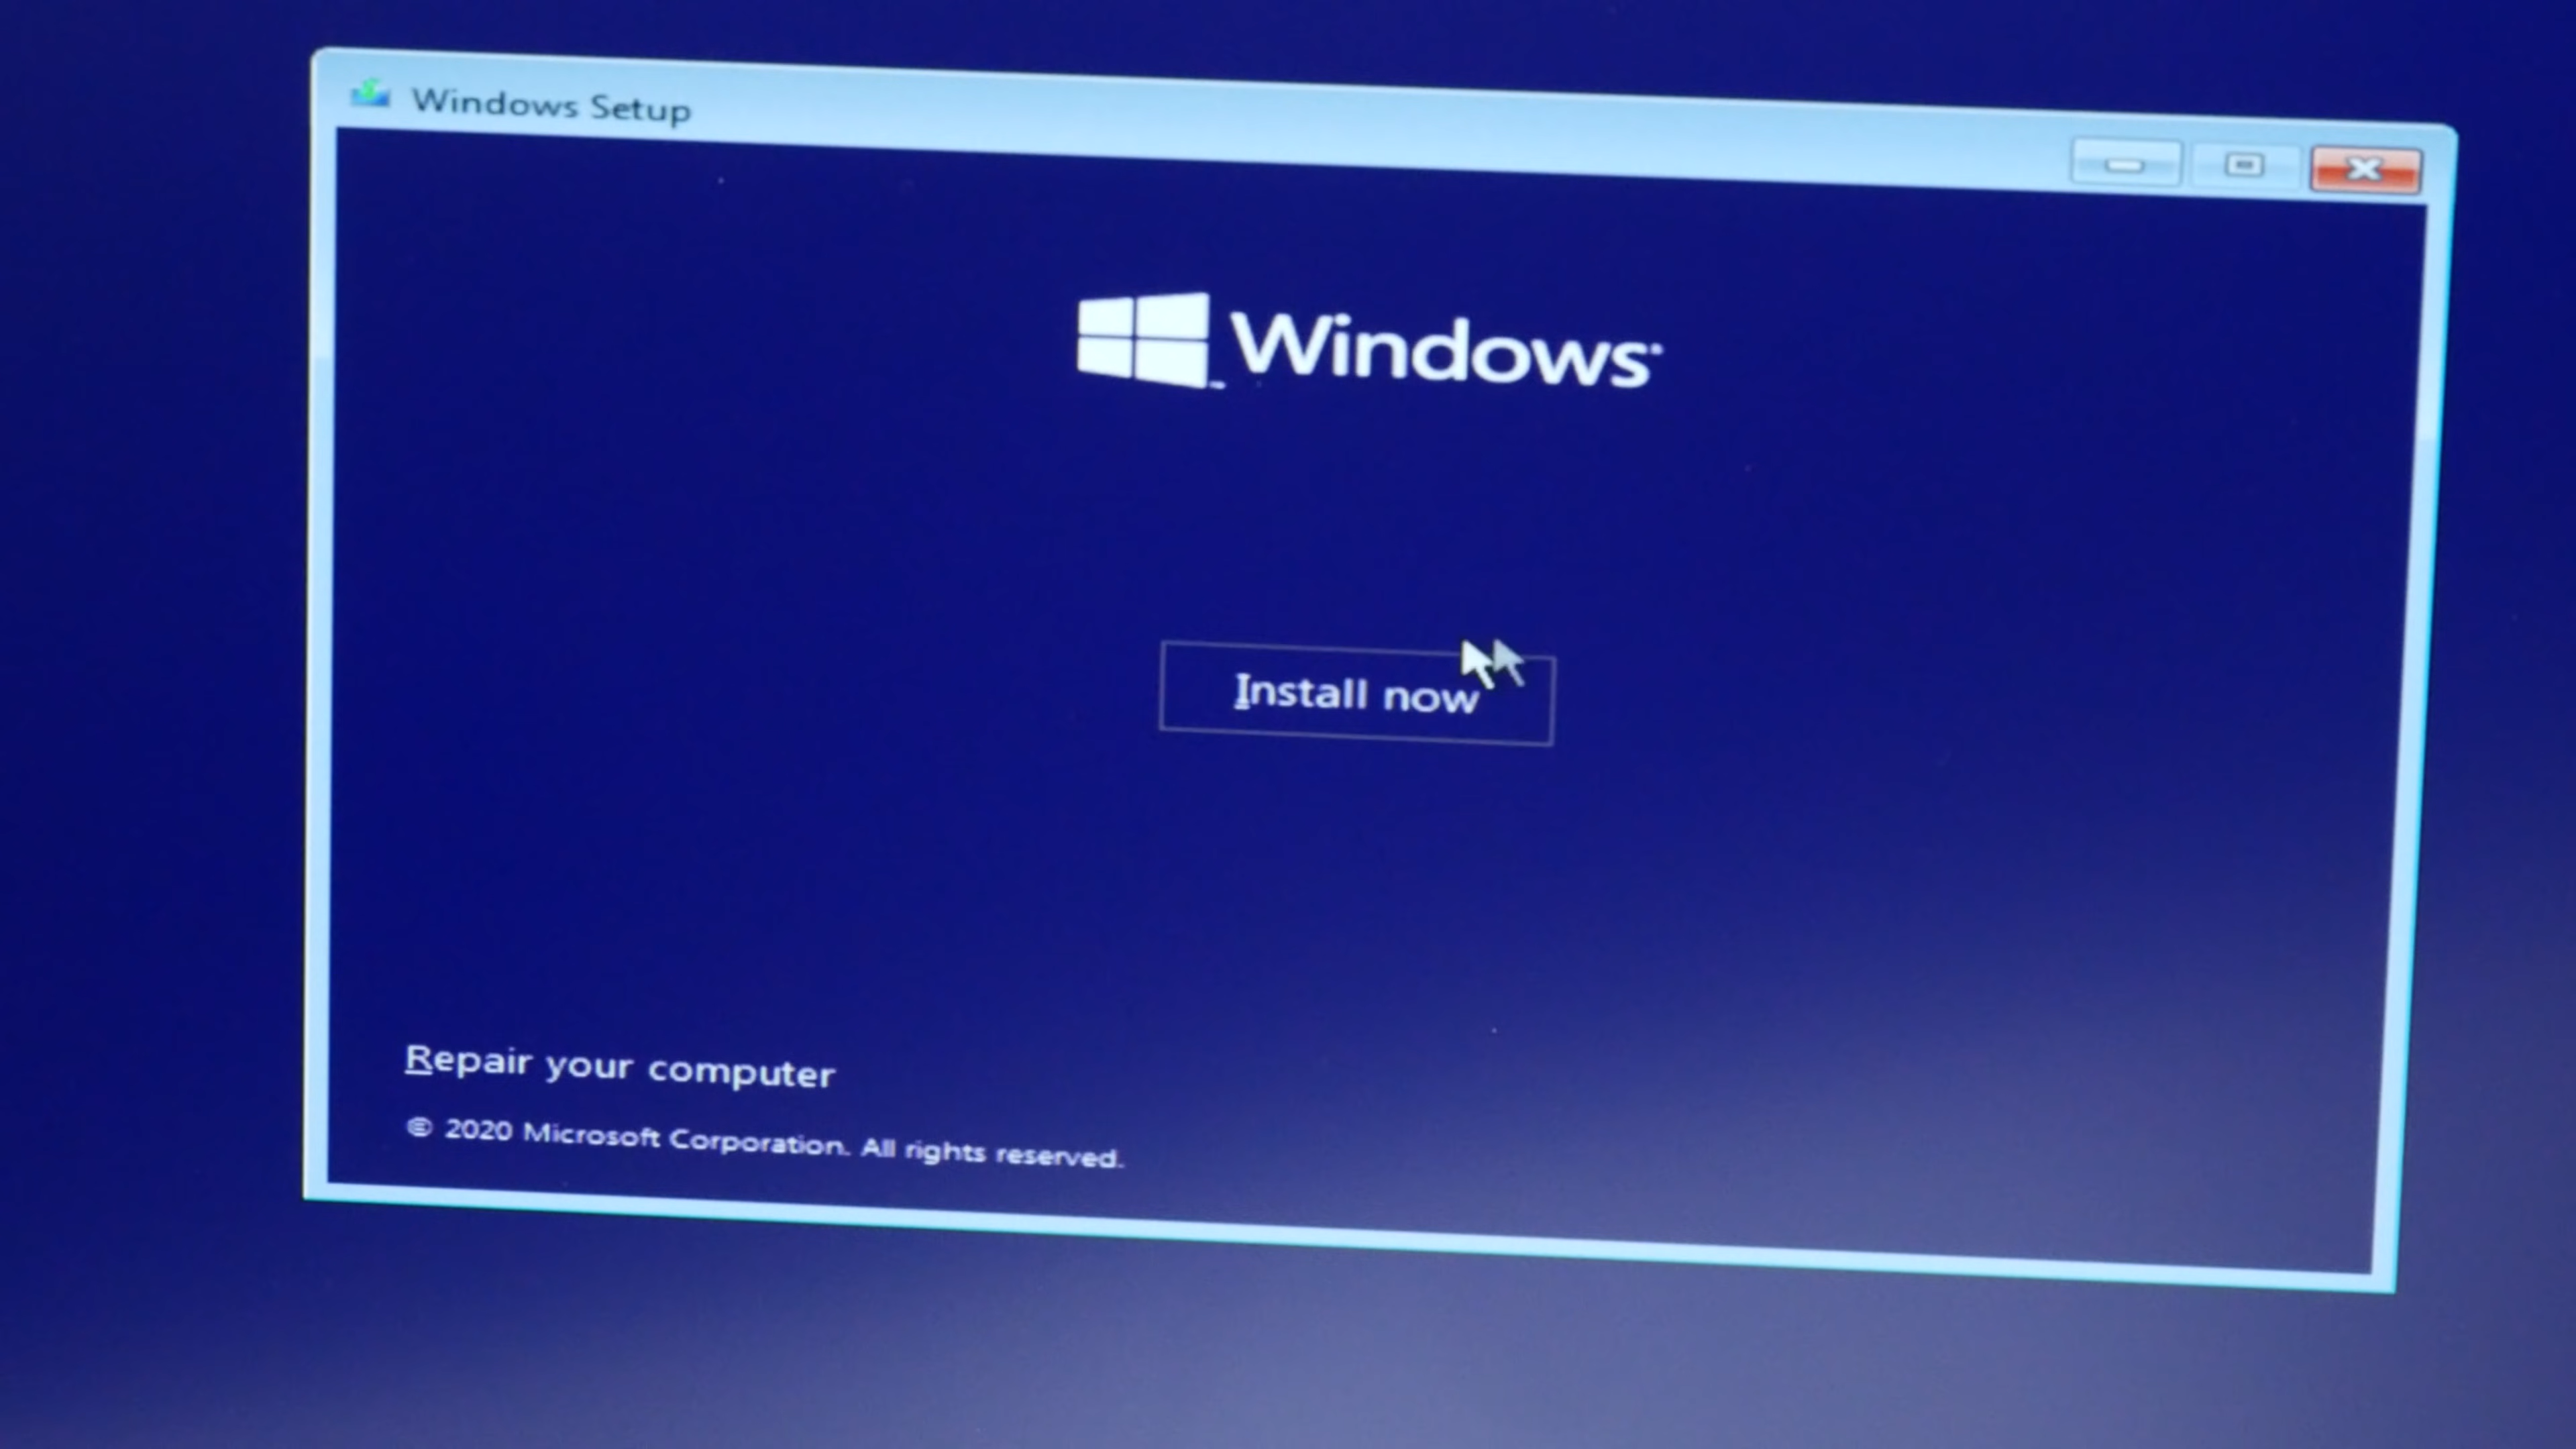 Windows Setup
Windows
Install now
Repair your computer
© 2020 Microsoft Corporation. All rights reserved.